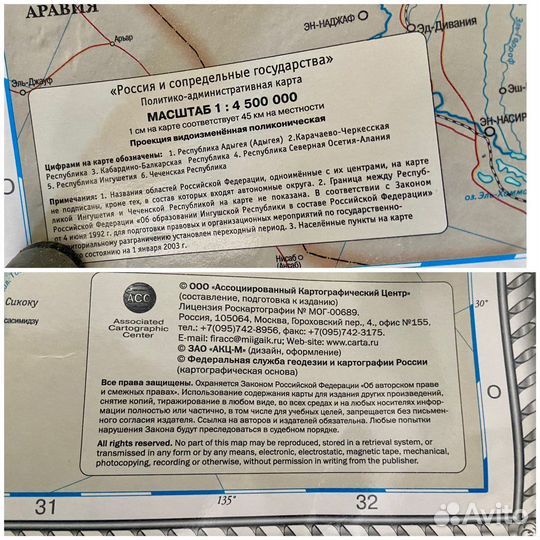 АРАВИЯ
ЭН-НАДЖАФ
Эд-Дивания
Арьар
Эль-Джауф
Эш-
ЭН-НАСИР
оз. Эль-Хамма
Нисаб
(Ансаб)
«Россия и сопредельные государства»
Политико-административная карта
МАСШТАБ 1 : 4 500 000
1 см на карте соответствует 45 км на местности
Проекция видоизменённая поликоническая
Цифрами на карте обозначены: 1. Республика Адыгея (Адыгея) 2.Карачаево-Черкесская
Республика 3. Кабардино-Балкарская Республика 4. Республика Северная Осетия-Алания
5. Республика Ингушетия 6. Чеченская Республика
Примечания: 1. Названия областей Российской Федерации, одноимённые с их центрами, на карте
не подписаны, кроме тех, в состав которых входят автономные округа. 2. Граница между Респуб-
ликой Ингушетия и Чеченской Республикой на карте не показана. В соответствии с Законом
РФ «Об образовании Ингушской Республики в составе Российской Федерации»
от 4 июня 1992 г. для подготовки правовых и организационных мероприятий по государственно-
территориальному разграничению установлен переходный период. 3. Населённые пункты на карте
по состоянию на 1 января 2003 г.
Сикоку
асимидзу
ACC
Associated
Cartographic
Center
© ООО «Ассоциированный Картографический Центр»
(составление, подготовка к изданию)
Лицензия Роскартографии № МОГ-00689.
Россия, 105064, Москва, Гороховский пер., 4., офис №155.
тел.: +7(095)742-8956, факс: +7(095)742-3175.
E-mail: firacc@miigaik.ru; Web-site: www.carta.ru
© ЗАО «АКЦ-М» (дизайн, оформление)
© Федеральная служба геодезии и картографии России
(картографическая основа)
Все права защищены. Охраняется Законом Российской Федерации «Об авторском праве
и смежных правах». Использование содержания карты для создания других произведений,
снятие копий, тиражирование в любом виде, во всех средах и на любых носителях инфор-
мации полностью или частично, в том числе для учебных целей, запрещается без письмен-
ного согласия издателя. Ссылка на авторов и издателей обязательна. Любые попытки
нарушения Закона будут преследоваться в судебном порядке.
All rights reserved. No part of this map may be reproduced, stored in a retrieval system, or
transmissed in any form or by any means, electronic, electrostatic, magnetic tape, mechanical,
photocopying, recording or otherwise, without permission in writing from the publisher.
30°
O
31
135°
32
Avito